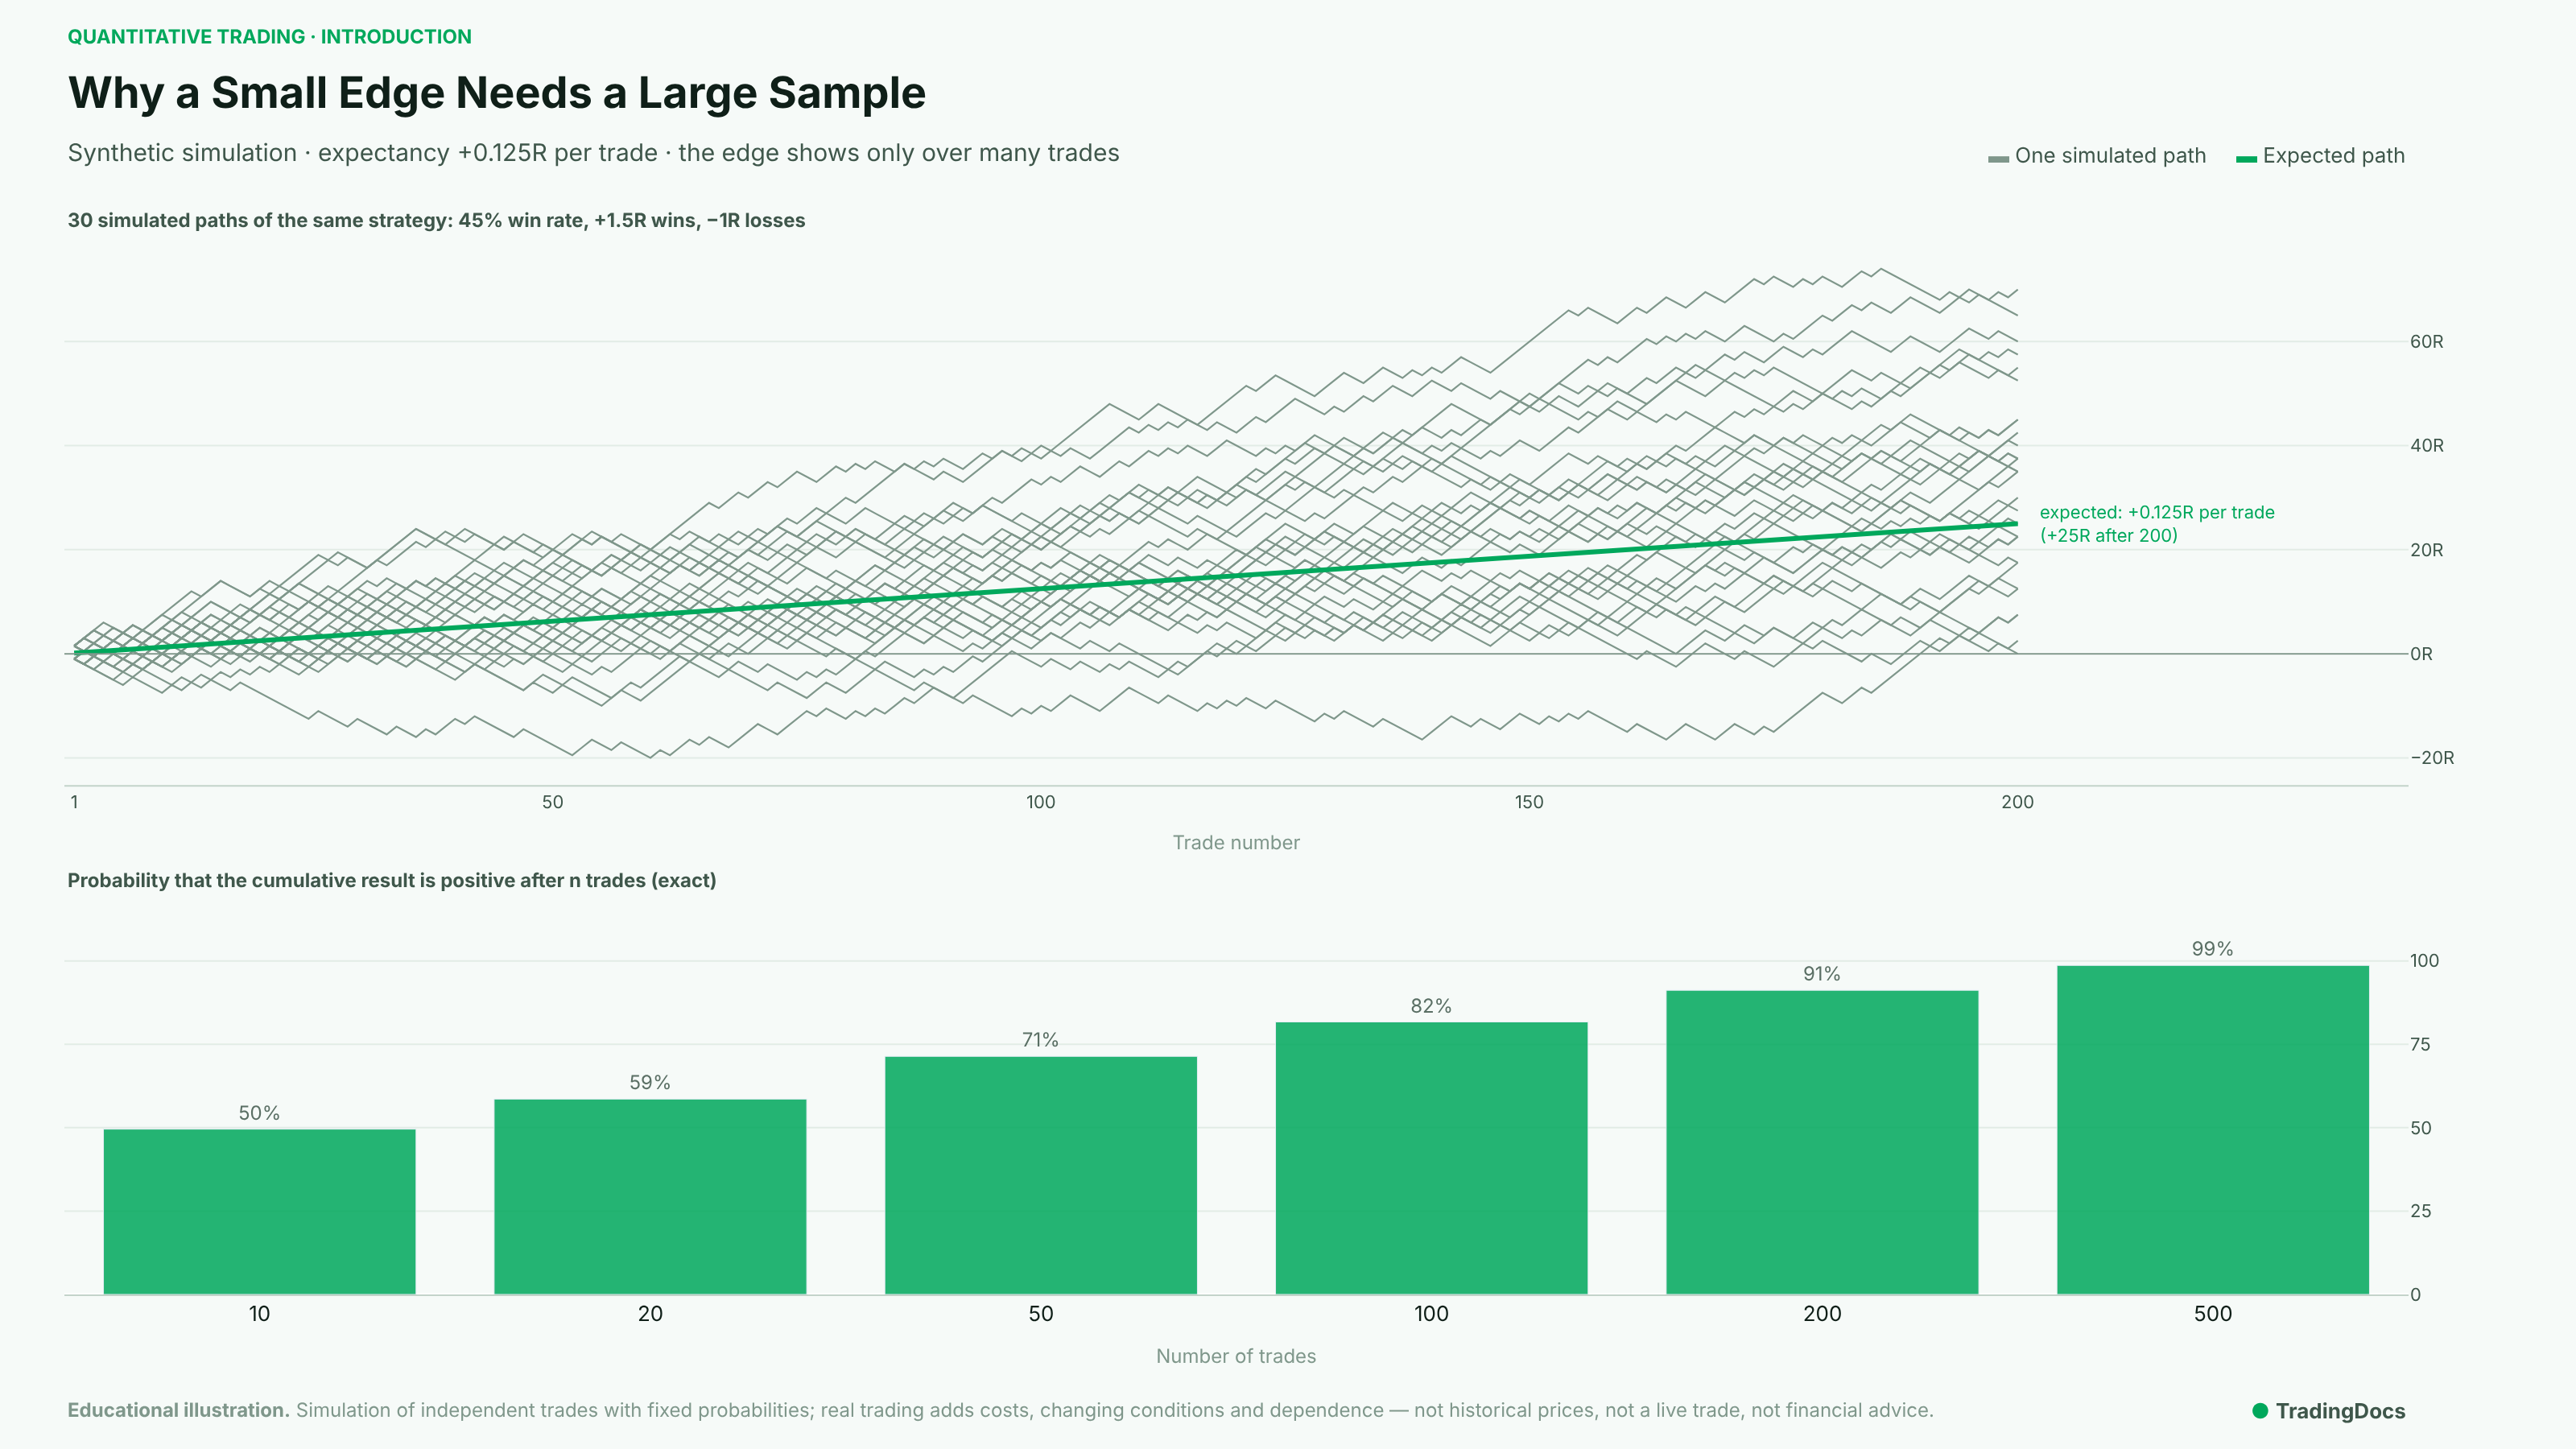 QUANTITATIVE TRADING · INTRODUCTION
Why a Small Edge Needs a Large Sample
Synthetic simulation · expectancy +0.125R per trade · the edge shows only over many trades
One simulated path
Expected path
30 simulated paths of the same strategy: 45% win rate, +1.5R wins, −1R losses
60R
40R
expected: +0.125R per trade
(+25R after 200)
20R
0R
−20R
1 50 100 150 200
Trade number
Probability that the cumulative result is positive after n trades (exact)
50% 59% 71% 82% 91% 99%
100
75
50
25
0
10 20 50 100 200 500
Number of trades
Educational illustration. Simulation of independent trades with fixed probabilities; real trading adds costs, changing conditions and dependence — not historical prices, not a live trade, not financial advice.
TradingDocs